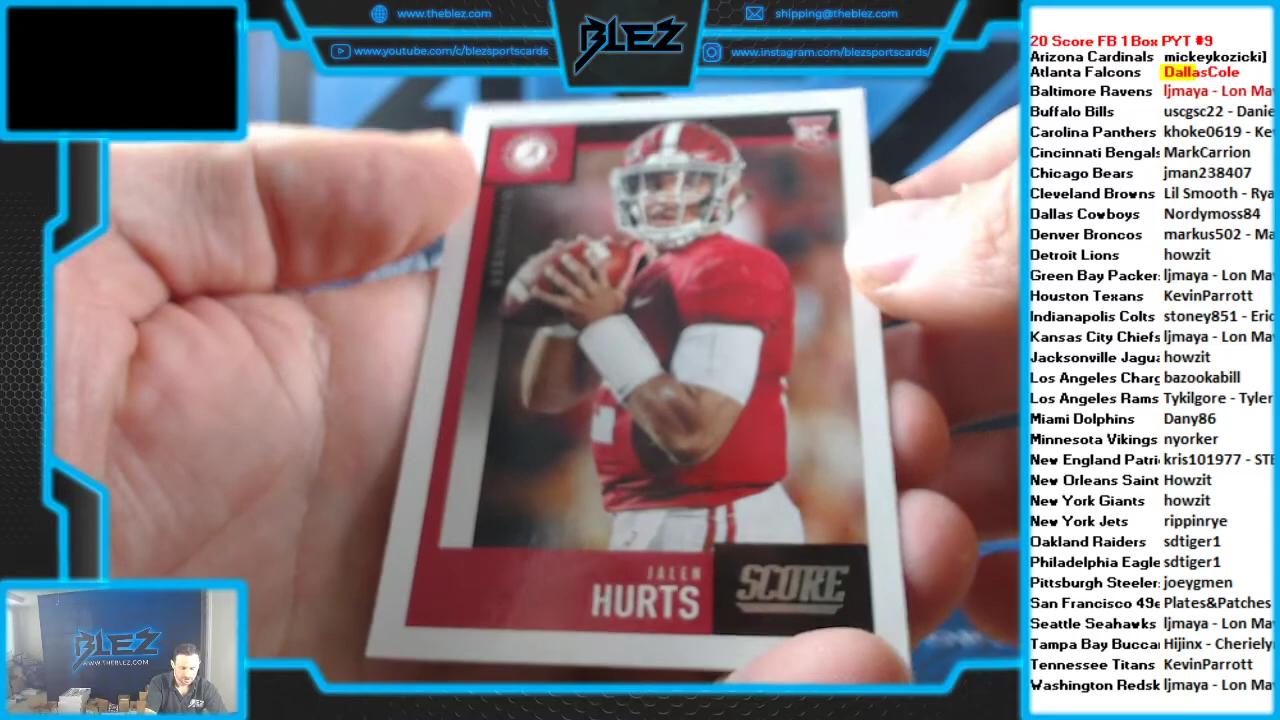 www.theblez.com
www.youtube.com/c/blezsportscards
BLEZ
shipping@theblez.com
www.instagram.com/blezsportscards/
RC
JALEN
HURTS
SCORE
BLEZ
WWW.THEBLEZ.COM
20 Score FB 1 Box PYT #9
Arizona Cardinals mickeykozicki]
Atlanta Falcons DallasCole
Baltimore Ravens ljmaya - Lon Ma
Buffalo Bills uscgsc22 - Danie
Carolina Panthers khoke0619 - Ke
Cincinnati Bengals MarkCarrion
Chicago Bears jman238407
Cleveland Browns Lil Smooth - Rya
Dallas Cowboys Nordymoss84
Denver Broncos markus502 - Ma
Detroit Lions howzit
Green Bay Packer: ljmaya - Lon Ma
Houston Texans KevinParrott
Indianapolis Colts stoney851 - Eric
Kansas City Chiefs ljmaya - Lon Ma
Jacksonville Jagua howzit
Los Angeles Charg bazookabill
Los Angeles Rams Tykilgore - Tyler
Miami Dolphins Dany86
Minnesota Vikings nyorker
New England Patri kris101977 - STE
New Orleans Saint Howzit
New York Giants howzit
New York Jets rippinrye
Oakland Raiders sdtiger1
Philadelphia Eagle sdtiger1
Pittsburgh Steeler: joeygmen
San Francisco 49e Plates&Patches
Seattle Seahawks ljmaya - Lon Ma
Tampa Bay Bucca Hijinx - Cheriely
Tennessee Titans KevinParrott
Washington Redsk ljmaya - Lon Ma